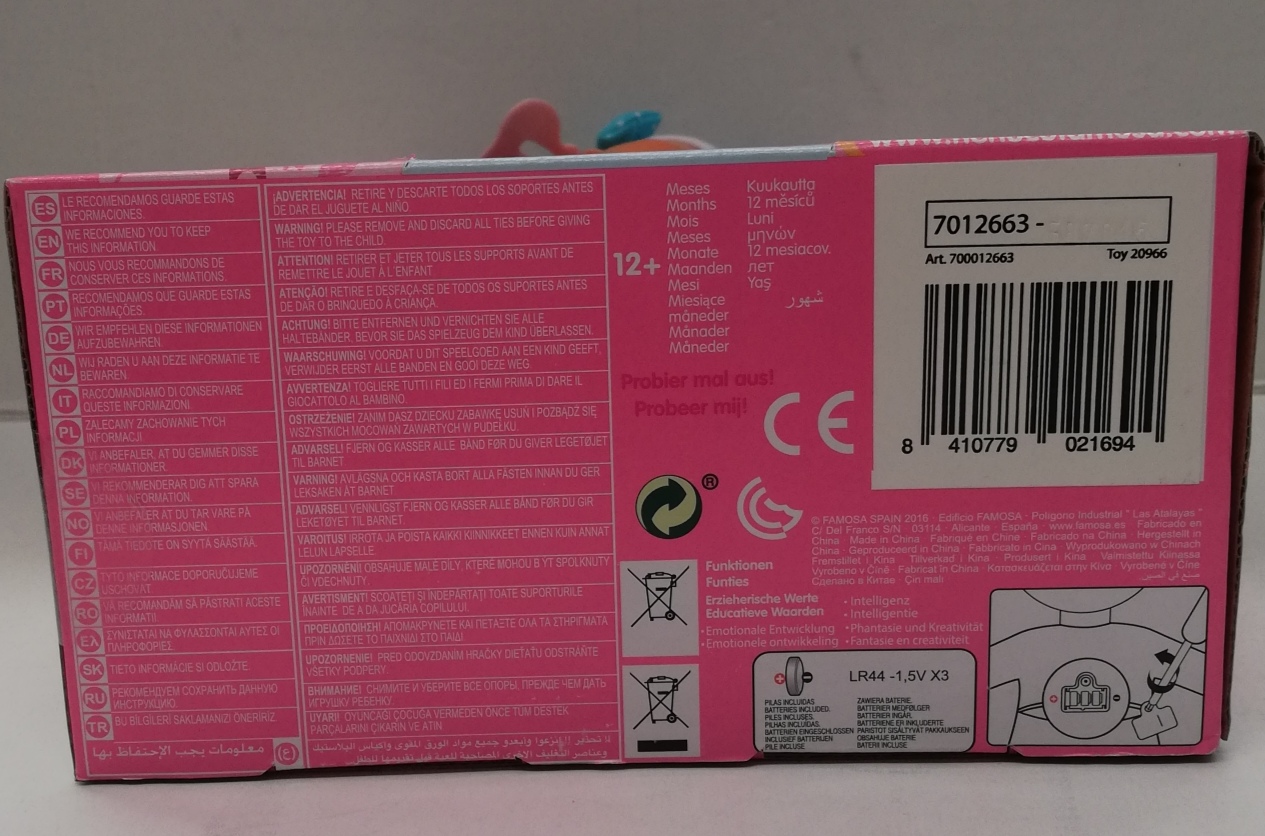 ES LE RECOMENDAMOS GUARDE ESTAS
INFORMACIONES.
EN WE RECOMMEND YOU TO KEEP
THIS INFORMATION.
FR NOUS VOUS RECOMMANDONS DE
CONSERVER CES INFORMATIONS.
PT RECOMENDAMOS QUE GUARDE ESTAS
INFORMAÇÕES.
DE WIR EMPFEHLEN DIESE INFORMATIONEN
AUFZUBEWAHREN.
NL WIJ RADEN U AAN DEZE INFORMATIE TE
BEWAREN.
IT RACCOMANDIAMO DI CONSERVARE
QUESTE INFORMAZIONI.
PL ZALECAMY ZACHOWANIE TYCH
INFORMACJI
DK VI ANBEFALER, AT DU GEMMER DISSE
INFORMATIONER.
SE VI REKOMMENDERAR DIG ATT SPARA
DENNA INFORMATION.
NO VI ANBEFALER AT DU TAR VARE PÅ
DENNE INFORMASJONEN
FI TÄMÄ TIEDOTE ON SYYTÄ SÄÄSTÄÄ.
CZ TYTO INFORMACE DOPORUČUJEME
USCHOVAT.
RO VĂ RECOMANDĂM SĂ PĂSTRAȚI ACESTE
INFORMAȚII.
ΕΛ ΣΥΝΙΣΤΑΤΑΙ ΝΑ ΦΥΛΑΣΣΟΝΤΑΙ ΑΥΤΕΣ ΟΙ
ΠΛΗΡΟΦΟΡΙΕΣ.
SK TIETO INFORMÁCIE SI ODLOŽTE.
RU РЕКОМЕНДУЕМ СОХРАНИТЬ ДАННУЮ
ИНСТРУКЦИЮ.
TR BU BİLGİLERİ SAKLAMANIZI ÖNERİRİZ.
معلومات يجب الإحتفاظ بها (ع)
¡ADVERTENCIA! RETIRE Y DESCARTE TODOS LOS SOPORTES ANTES
DE DAR EL JUGUETE AL NIÑO.
WARNING! PLEASE REMOVE AND DISCARD ALL TIES BEFORE GIVING
THE TOY TO THE CHILD.
ATTENTION! RETIRER ET JETER TOUS LES SUPPORTS AVANT DE
REMETTRE LE JOUET À L'ENFANT.
ATENÇÃO! RETIRE E DESFAÇA-SE DE TODOS OS SUPORTES ANTES
DE DAR O BRINQUEDO À CRIANÇA.
ACHTUNG! BITTE ENTFERNEN UND VERNICHTEN SIE ALLE
HALTEBÄNDER, BEVOR SIE DAS SPIELZEUG DEM KIND ÜBERLASSEN.
WAARSCHUWING! VOORDAT U DIT SPEELGOED AAN EEN KIND GEEFT,
VERWIJDER EERST ALLE BANDEN EN GOOI DEZE WEG.
AVVERTENZA! TOGLIERE TUTTI I FILI ED I FERMI PRIMA DI DARE IL
GIOCATTOLO AL BAMBINO.
OSTRZEŻENIE! ZANIM DASZ DZIECKU ZABAWKĘ USUŃ I POZBĄDŹ SIĘ
WSZYSTKICH MOCOWAŃ ZAWARTYCH W PUDEŁKU.
ADVARSEL! FJERN OG KASSER ALLE BÅND FØR DU GIVER LEGETØJET
TIL BARNET
VARNING! AVLÄGSNA OCH KASTA BORT ALLA FÄSTEN INNAN DU GER
LEKSAKEN ÅT BARNET
ADVARSEL! VENNLIGST FJERN OG KASSER ALLE BÅND FØR DU GIR
LEKETØYET TIL BARNET.
VAROITUS! IRROTA JA POISTA KAIKKI KIINNIKKEET ENNEN KUIN ANNAT
LELUN LAPSELLE.
UPOZORNĚNÍ! OBSAHUJE MALÉ DÍLY, KTERÉ MOHOU BÝT SPOLKNUTY
ČI VDECHNUTY.
AVERTISMENT! SCOATEȚI ȘI ÎNDEPĂRTAȚI TOATE SUPORTURILE
ÎNAINTE DE A DA JUCĂRIA COPILULUI.
ΠΡΟΕΙΔΟΠΟΙΗΣΗ! ΑΠΟΜΑΚΡΥΝΕΤΕ ΚΑΙ ΠΕΤΑΞΤΕ ΟΛΑ ΤΑ ΣΤΗΡΙΓΜΑΤΑ
ΠΡΙΝ ΔΩΣΕΤΕ ΤΟ ΠΑΙΧΝΙΔΙ ΣΤΟ ΠΑΙΔΙ
UPOZORNENIE! PRED ODOVZDANÍM HRAČKY DIEŤAŤU ODSTRÁŇTE
VŠETKY PODPERY.
ВНИМАНИЕ! СНИМИТЕ И УБЕРИТЕ ВСЕ ОПОРЫ, ПРЕЖДЕ ЧЕМ ДАТЬ
ИГРУШКУ РЕБЕНКУ.
UYARI! OYUNCAĞI ÇOCUĞA VERMEDEN ÖNCE TÜM DESTEK
PARÇALARINI ÇIKARIN VE ATIN
12+
Meses
Months
Mois
Meses
Monate
Maanden
Mesi
Miesiące
måneder
Månader
Måneder
Kuukautta
12 měsíců
Luni
μηνών
12 mesiacov.
лет
Yaş
شهور
Probier mal aus!
Probeer mij!
CE
®
Funktionen
Funties
Erzieherische Werte
Educatieve Waarden
• Emotionale Entwicklung
• Emotionele ontwikkeling
• Intelligenz
• Intelligentie
• Phantasie und Kreativität
• Fantasie en creativiteit
LR44 -1,5V X3
PILAS INCLUIDAS
BATTERIES INCLUDED.
PILES INCLUSES.
PILHAS INCLUIDAS.
BATTERIEN EINGESCHLOSSEN
INCLUSIEF BATTERIJEN
PILE INCLUSE
ZAWIERA BATERIE.
BATTERIER MEDFØLGER
BATTERIER INGÅR.
BATTERIENE ER INKLUDERTE
PARISTOT SISÄLTYVÄT PAKKAUKSEEN
OBSAHUJE BATERIE
BATERII INCLUSE
7012663 -
Art. 700012663
Toy 20966
8 410779 021694
© FAMOSA SPAIN 2016 · Edificio FAMOSA · Polígono Industrial " Las Atalayas "
C/ Del Franco S/N · 03114 · Alicante · España · www.famosa.es Fabricado en
China · Made in China · Fabriqué en Chine · Fabricado na China · Hergestellt in
China · Geproduceerd in China · Fabbricato in Cina · Wyprodukowano w Chinach
Fremstillet i Kina · Tillverkad i Kina · Produsert i Kina · Valmistettu Kiinassa
Vyrobeno v Číně · Fabricat în China · Κατασκευάζεται στην Κίνα · Vyrobené v Číne
Сделано в Китае · Çin mali
صنع في الصين